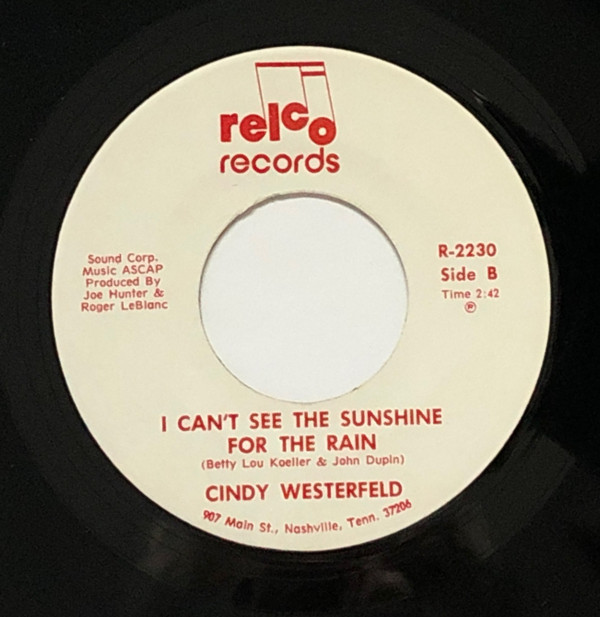 relco
records
Sound Corp.
Music ASCAP
Produced By
Joe Hunter &
Roger LeBlanc
R-2230
Side B
Time 2:42
℗
I CAN'T SEE THE SUNSHINE
FOR THE RAIN
(Betty Lou Koeller & John Dupin)
CINDY WESTERFELD
907 Main St., Nashville, Tenn. 37206